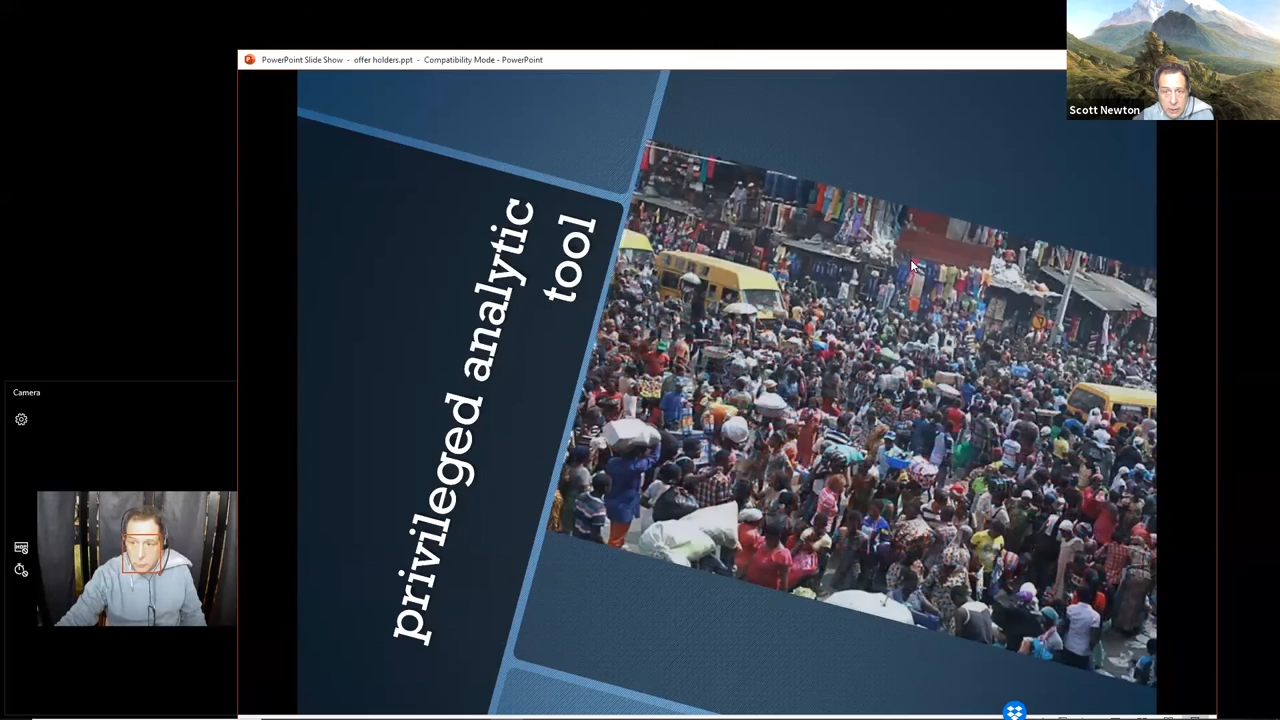 PowerPoint Slide Show - offer holders.ppt - Compatibility Mode - PowerPoint
Scott Newton
privileged analytic
tool
Camera